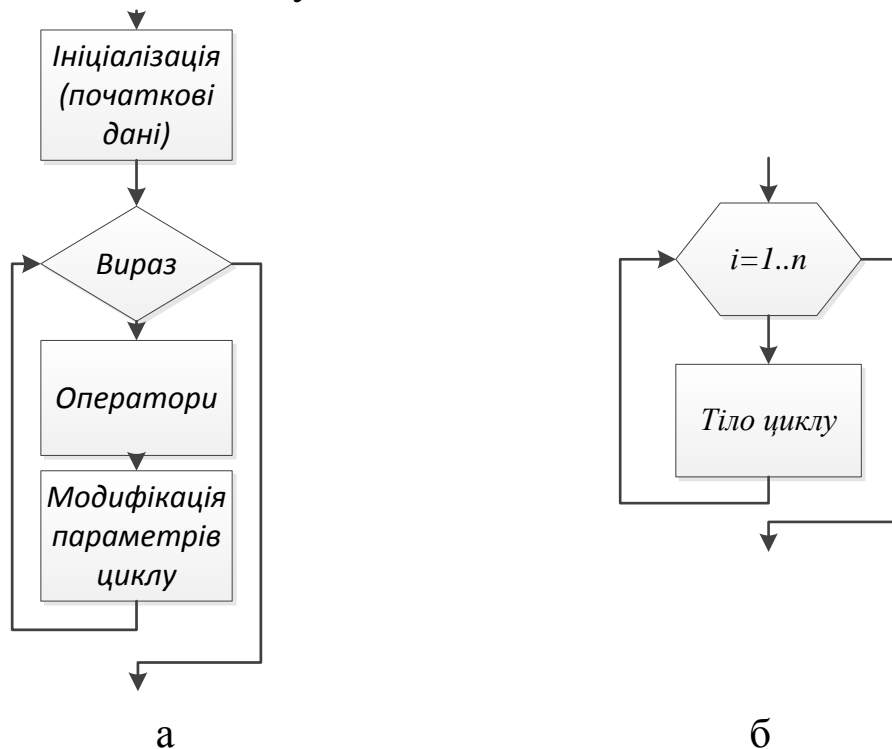 Ініціалізація
(початкові
дані)
Вираз
Оператори
Модифікація
параметрів
циклу
а
i=1..n
Тіло циклу
б